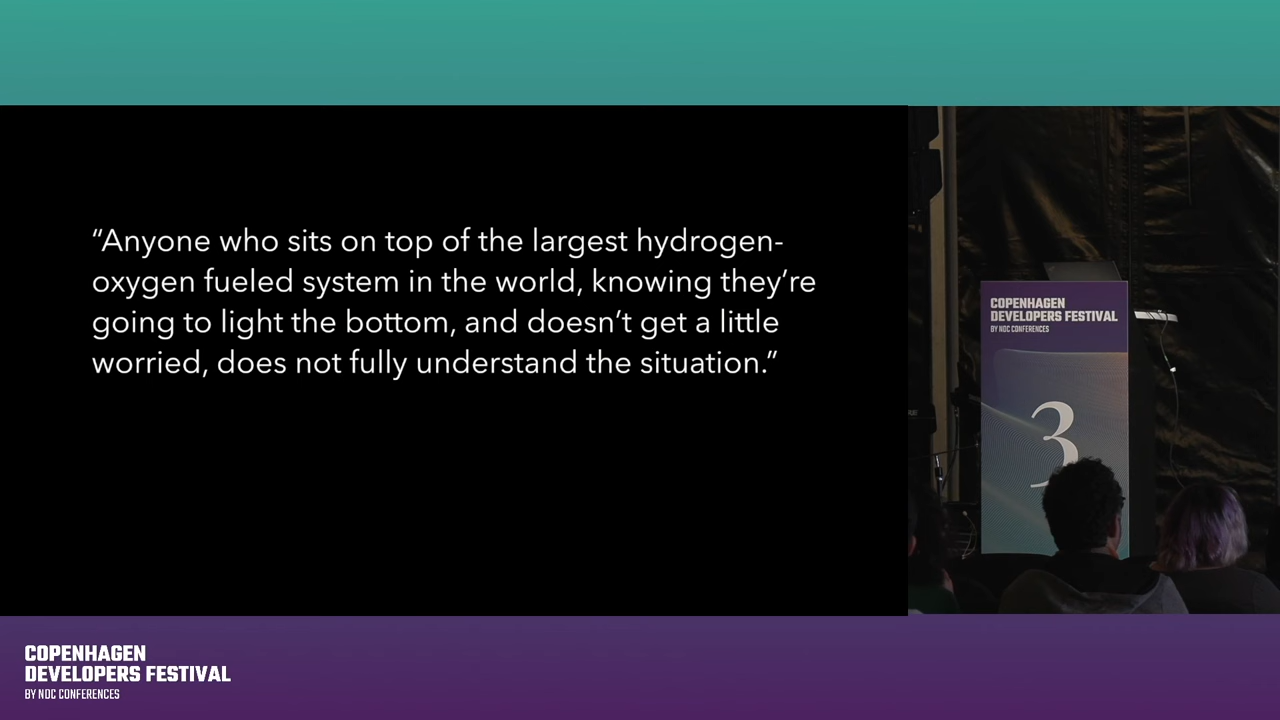 “Anyone who sits on top of the largest hydrogen-
oxygen fueled system in the world, knowing they’re
going to light the bottom, and doesn’t get a little
worried, does not fully understand the situation.”
COPENHAGEN
DEVELOPERS FESTIVAL
BY NDC CONFERENCES
3
COPENHAGEN
DEVELOPERS FESTIVAL
BY NDC CONFERENCES